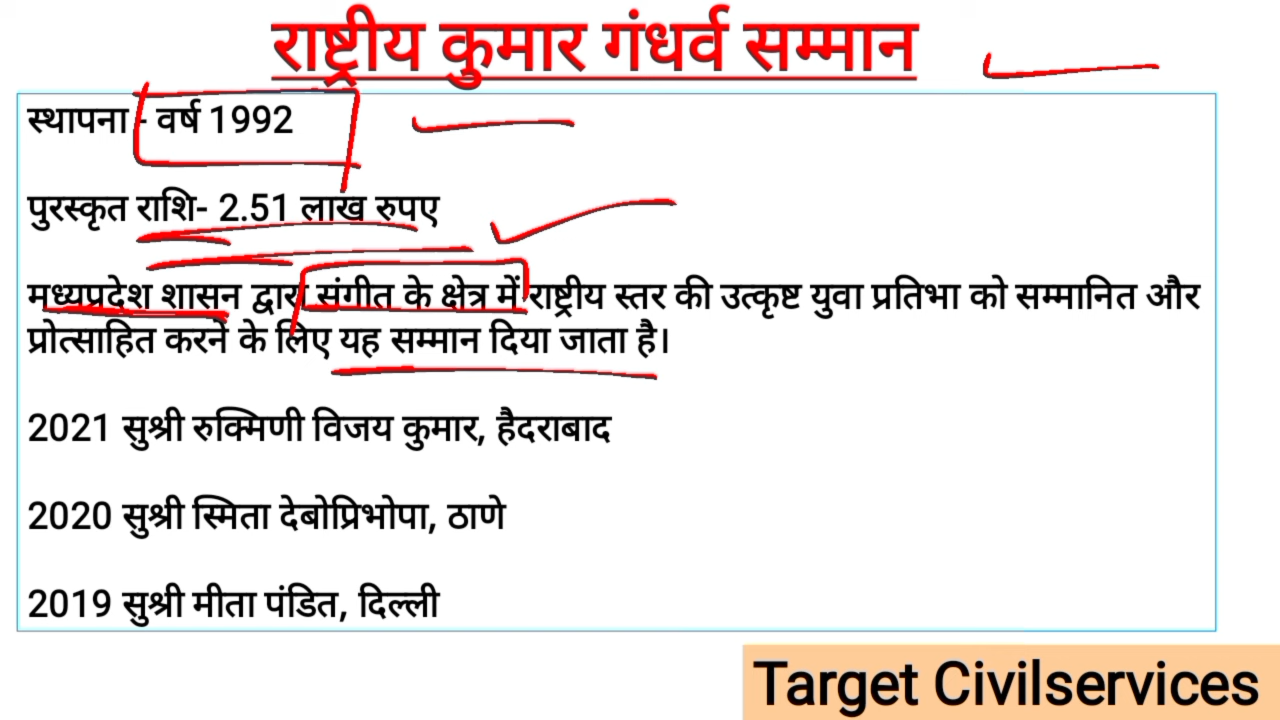 राष्ट्रीय कुमार गंधर्व सम्मान
स्थापना - वर्ष 1992
पुरस्कृत राशि- 2.51 लाख रुपए
मध्यप्रदेश शासन द्वारा संगीत के क्षेत्र में राष्ट्रीय स्तर की उत्कृष्ट युवा प्रतिभा को सम्मानित और
प्रोत्साहित करने के लिए यह सम्मान दिया जाता है।
2021 सुश्री रुक्मिणी विजय कुमार, हैदराबाद
2020 सुश्री स्मिता देबोप्रिभोपा, ठाणे
2019 सुश्री मीता पंडित, दिल्ली
Target Civilservices